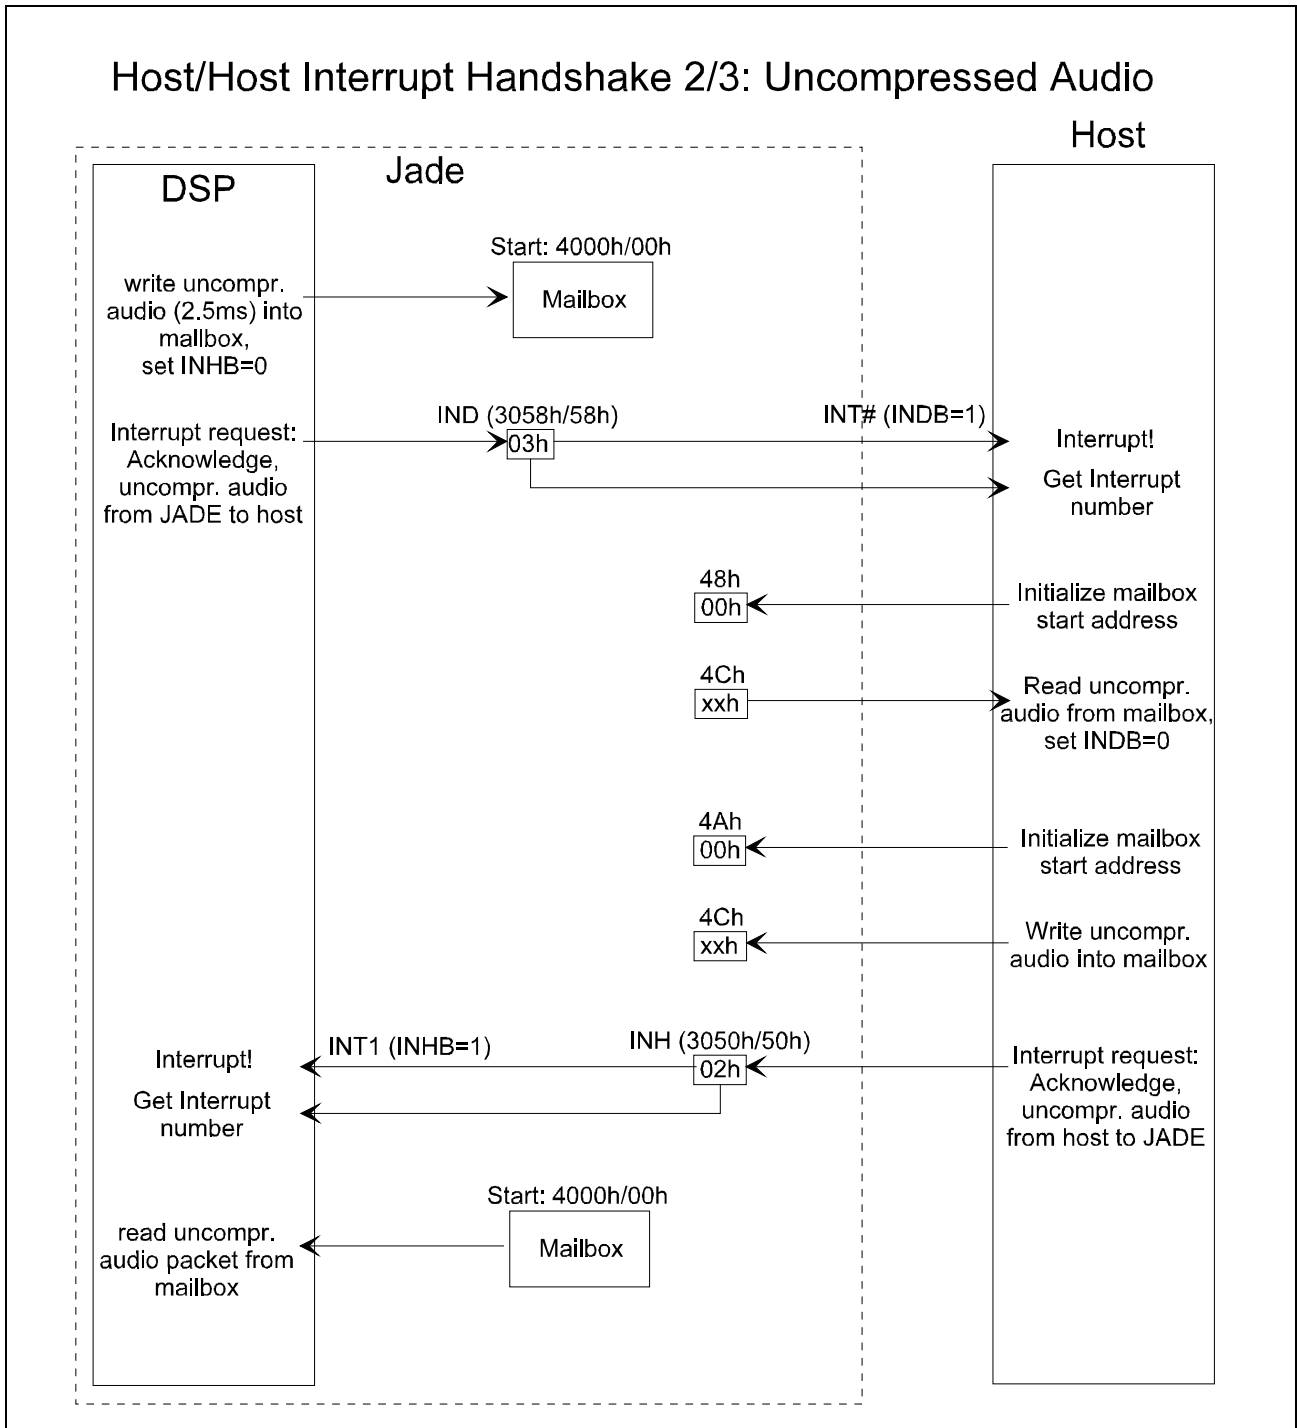 Host/Host Interrupt Handshake 2/3: Uncompressed Audio
Host
Jade
DSP
Start: 4000h/00h
write uncompr.
audio (2.5ms) into
mallbox,
set INHB=0
Mailbox
IND (3058h/58h)
INT# (INDB=1)
Interrupt request:
Acknowledge,
uncompr. audio
from JADE to host
03h
Interrupt!
Get Interrupt
number
48h
00h
Initialize mailbox
start address
4Ch
xxh
Read uncompr.
audio from mailbox,
set INDB=0
4Ah
00h
Initialize mailbox
start address
4Ch
xxh
Write uncompr.
audio into mailbox
INT1 (INHB=1)
INH (3050h/50h)
Interrupt!
Get Interrupt
number
02h
Interrupt request:
Acknowledge,
uncompr. audio
from host to JADE
Start: 4000h/00h
read uncompr.
audio packet from
mailbox
Mailbox